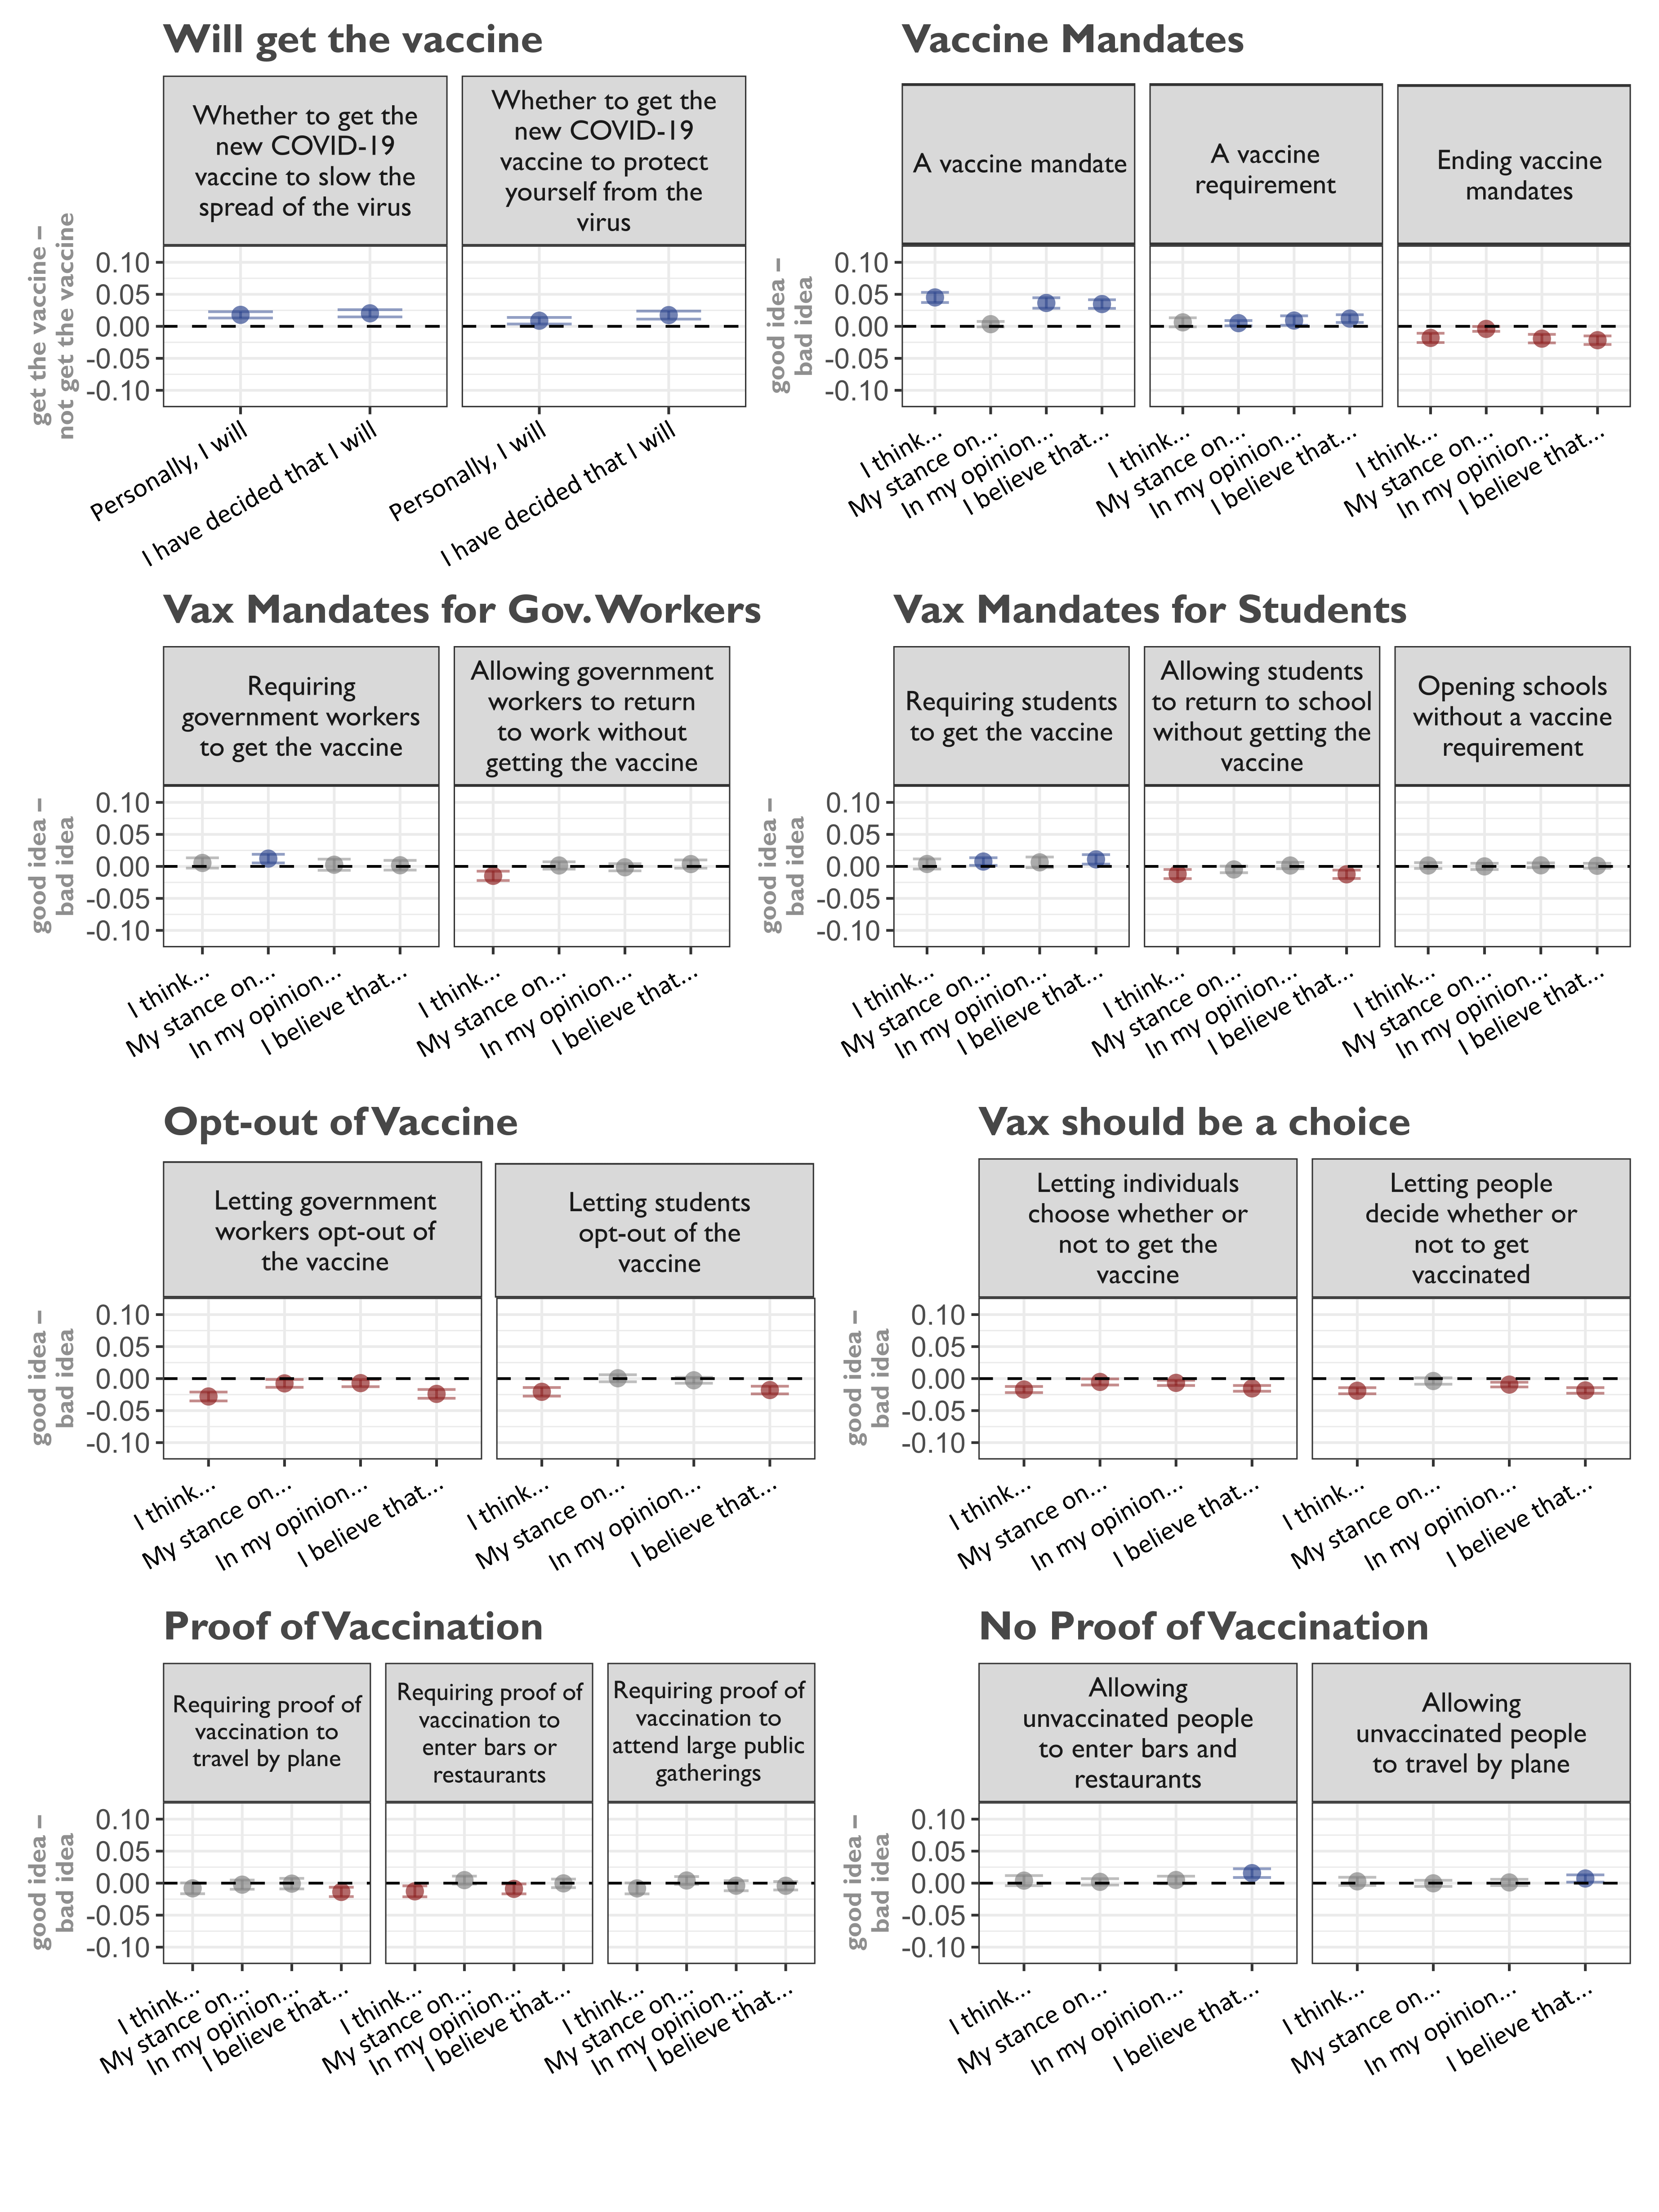 Will get the vaccine
Whether to get the
new COVID-19
vaccine to slow the
spread of the virus
Whether to get the
new COVID-19
vaccine to protect
yourself from the
virus
get the vaccine –
not get the vaccine
0.10
0.05
0.00
-0.05
-0.10
Personally, I will
I have decided that I will
Personally, I will
I have decided that I will
Vaccine Mandates
A vaccine mandate
A vaccine
requirement
Ending vaccine
mandates
good idea –
bad idea
0.10
0.05
0.00
-0.05
-0.10
I think...
My stance on...
In my opinion...
I believe that...
I think...
My stance on...
In my opinion...
I believe that...
I think...
My stance on...
In my opinion...
I believe that...
Vax Mandates for Gov. Workers
Requiring
government workers
to get the vaccine
Allowing government
workers to return
to work without
getting the vaccine
good idea –
bad idea
0.10
0.05
0.00
-0.05
-0.10
I think...
My stance on...
In my opinion...
I believe that...
I think...
My stance on...
In my opinion...
I believe that...
Vax Mandates for Students
Requiring students
to get the vaccine
Allowing students
to return to school
without getting the
vaccine
Opening schools
without a vaccine
requirement
good idea –
bad idea
0.10
0.05
0.00
-0.05
-0.10
I think...
My stance on...
In my opinion...
I believe that...
I think...
My stance on...
In my opinion...
I believe that...
I think...
My stance on...
In my opinion...
I believe that...
Opt-out of Vaccine
Letting government
workers opt-out of
the vaccine
Letting students
opt-out of the
vaccine
good idea –
bad idea
0.10
0.05
0.00
-0.05
-0.10
I think...
My stance on...
In my opinion...
I believe that...
I think...
My stance on...
In my opinion...
I believe that...
Vax should be a choice
Letting individuals
choose whether or
not to get the
vaccine
Letting people
decide whether or
not to get
vaccinated
good idea –
bad idea
0.10
0.05
0.00
-0.05
-0.10
I think...
My stance on...
In my opinion...
I believe that...
I think...
My stance on...
In my opinion...
I believe that...
Proof of Vaccination
Requiring proof of
vaccination to
travel by plane
Requiring proof of
vaccination to
enter bars or
restaurants
Requiring proof of
vaccination to
attend large public
gatherings
good idea –
bad idea
0.10
0.05
0.00
-0.05
-0.10
I think...
My stance on...
In my opinion...
I believe that...
I think...
My stance on...
In my opinion...
I believe that...
I think...
My stance on...
In my opinion...
I believe that...
No Proof of Vaccination
Allowing
unvaccinated people
to enter bars and
restaurants
Allowing
unvaccinated people
to travel by plane
good idea –
bad idea
0.10
0.05
0.00
-0.05
-0.10
I think...
My stance on...
In my opinion...
I believe that...
I think...
My stance on...
In my opinion...
I believe that...